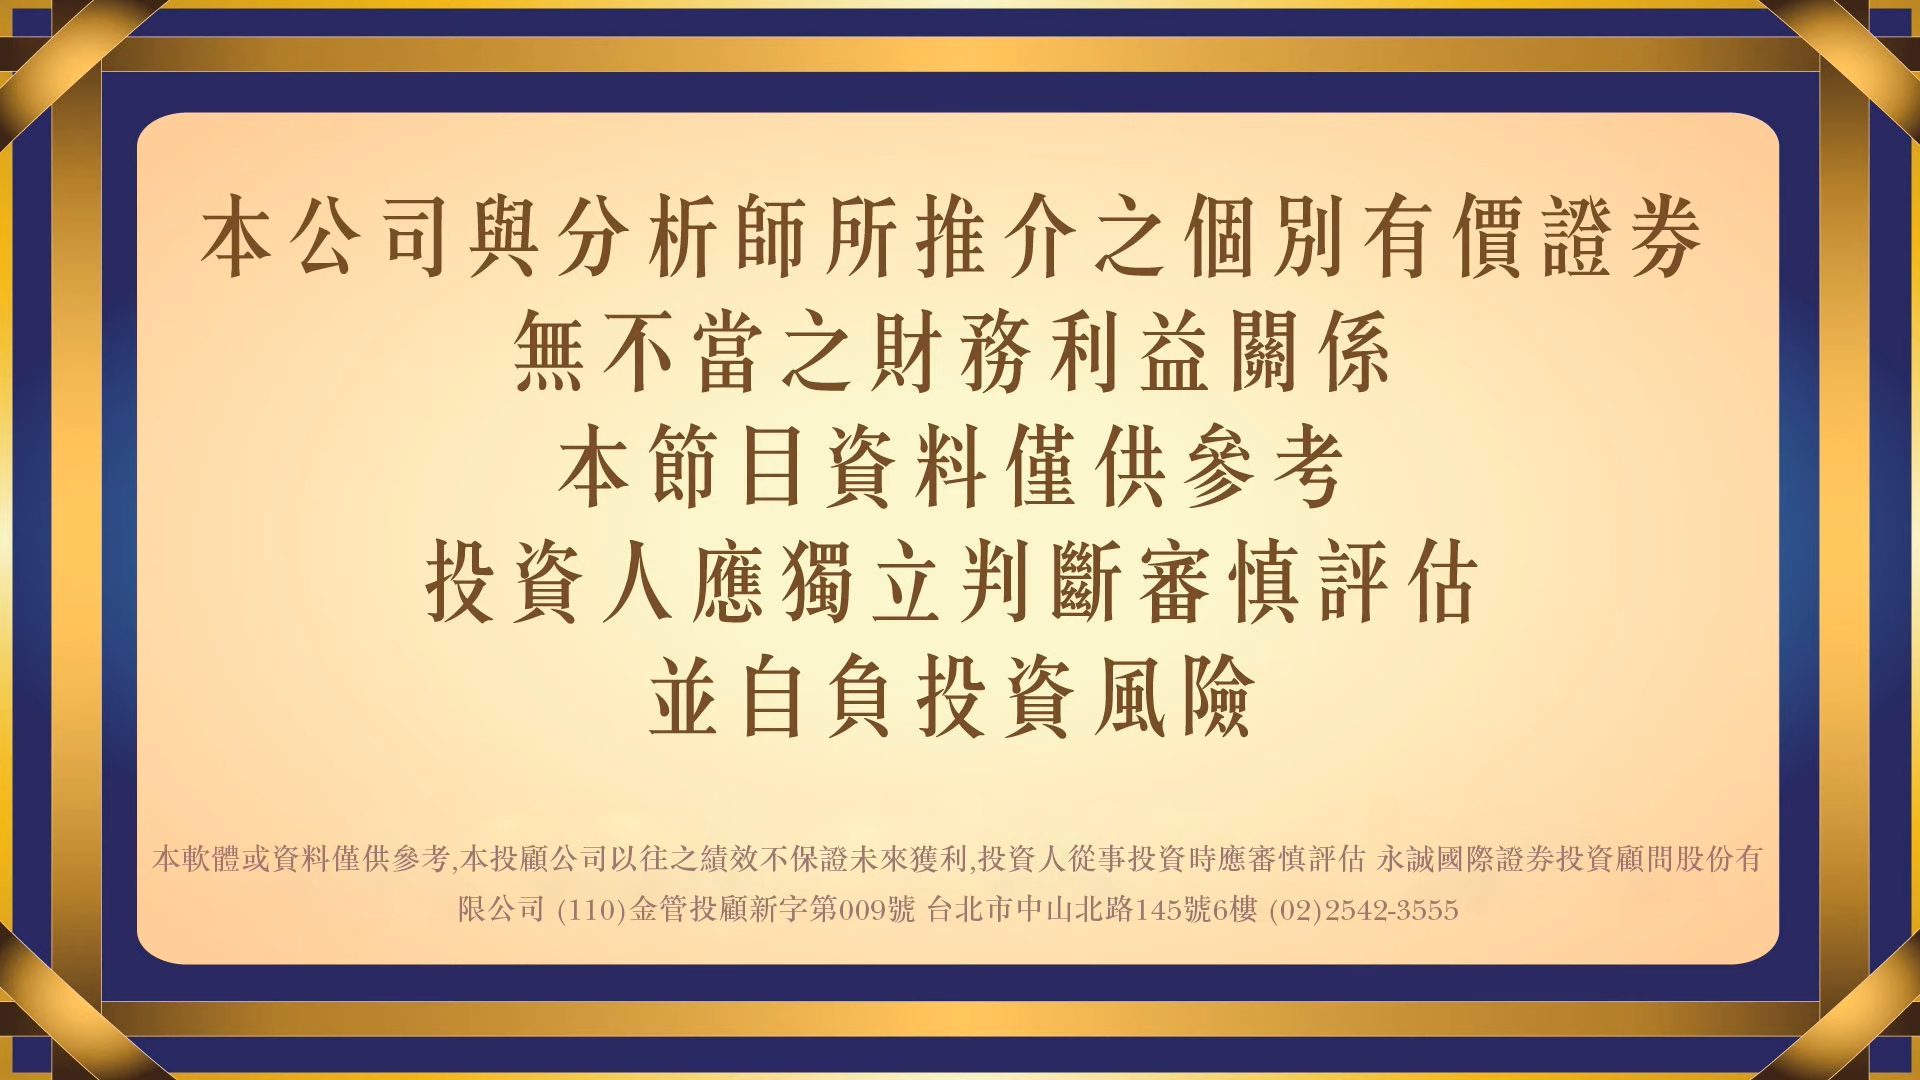 本公司與分析師所推介之個別有價證券
無不當之財務利益關係
本節目資料僅供參考
投資人應獨立判斷審慎評估
並自負投資風險
本軟體或資料僅供參考,本投顧公司以往之績效不保證未來獲利,投資人從事投資時應審慎評估 永誠國際證券投資顧問股份有
限公司 (110)金管投顧新字第009號 台北市中山北路145號6樓 (02)2542-3555